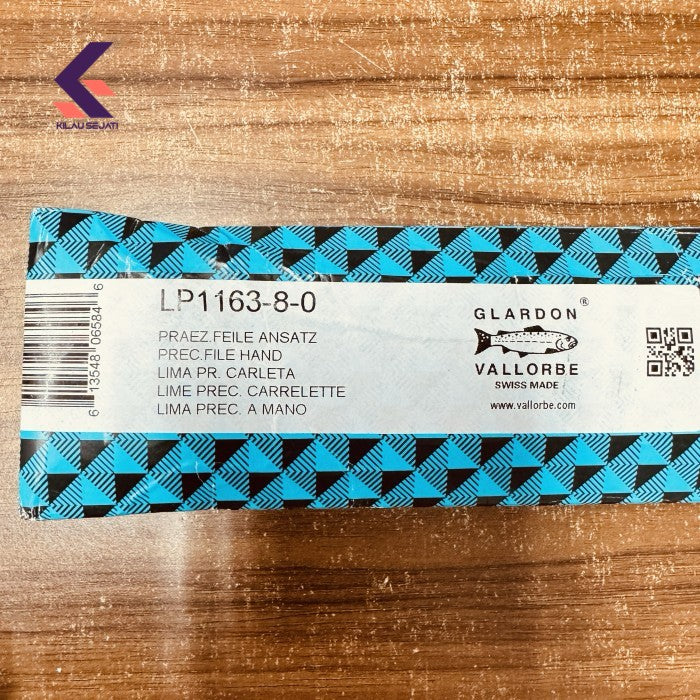 KILAU SEJATI
LP1163-8-0
PRAEZ.FEILE ANSATZ
PREC.FILE HAND
LIMA PR. CARLETA
LIME PREC. CARRELETTE
LIMA PREC. A MANO
6 13548 106584 6
GLARDON ®
VALLORBE
SWISS MADE
www.vallorbe.com